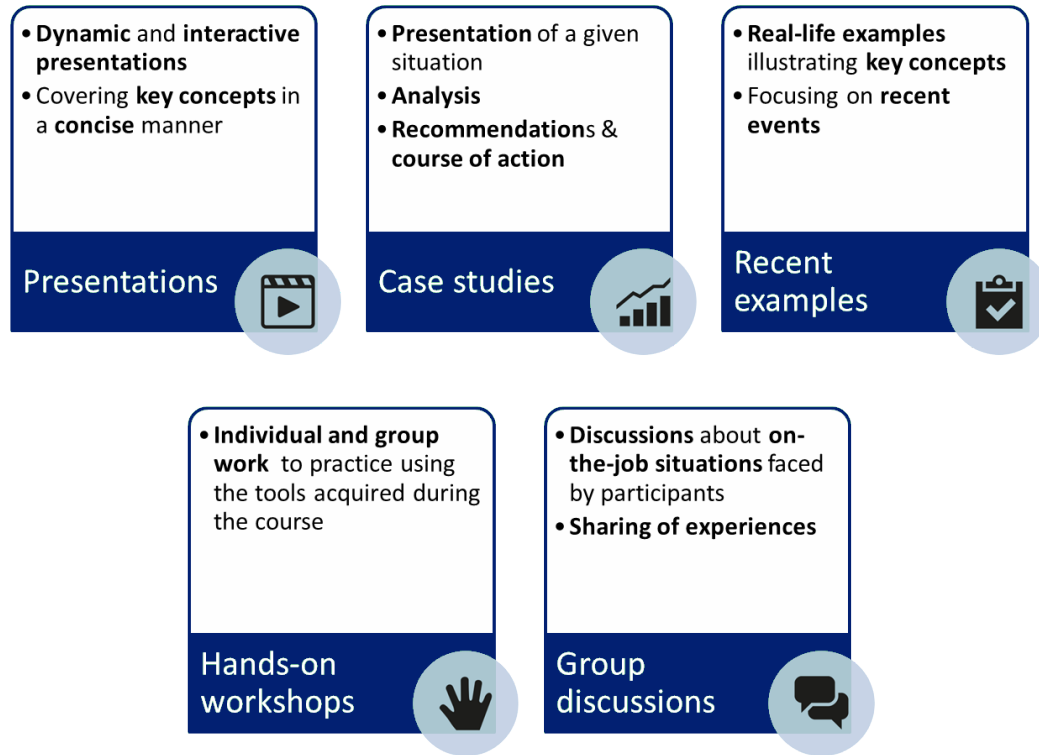 • Dynamic and interactive
presentations
• Covering key concepts in
a concise manner
Presentations
• Presentation of a given
situation
• Analysis
• Recommendations &
course of action
Case studies
• Real-life examples
illustrating key concepts
• Focusing on recent
events
Recent
examples
• Individual and group
work to practice using
the tools acquired during
the course
Hands-on
workshops
• Discussions about on-
the-job situations faced
by participants
• Sharing of experiences
Group
discussions